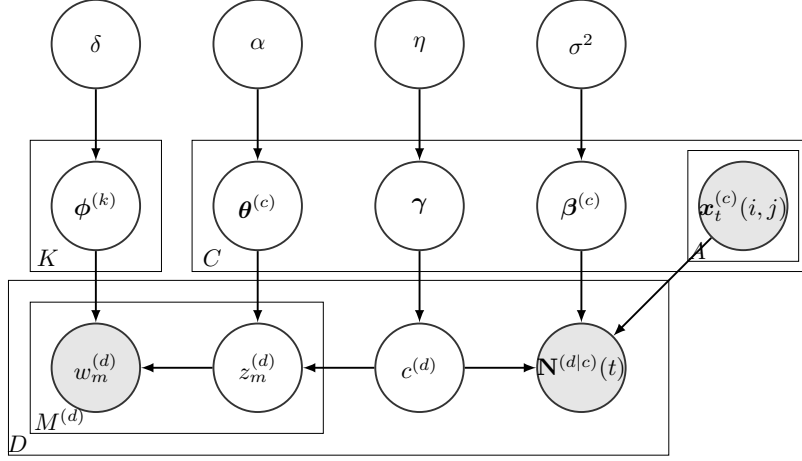 δ α η σ²
ϕ^(k) θ^(c) γ β^(c) x_t^(c)(i, j)
K C A
w_m^(d) z_m^(d) c^(d) N^(d|c)(t)
M^(d)
D